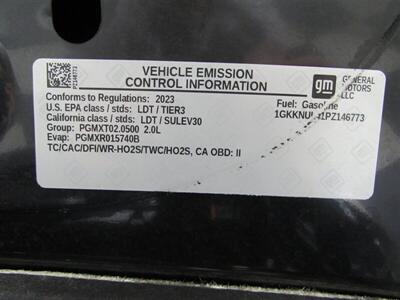 VEHICLE EMISSION
CONTROL INFORMATION
PZ146773
gm
GENERAL
MOTORS
LLC
Conforms to Regulations: 2023
U.S. EPA class / stds: LDT / TIER3
California class / stds: LDT / SULEV30
Group: PGMXT02.0500 2.0L
Evap: PGMXR015740B
TC/CAC/DFI/WR-HO2S/TWC/HO2S, CA OBD: II
Fuel: Gasoline